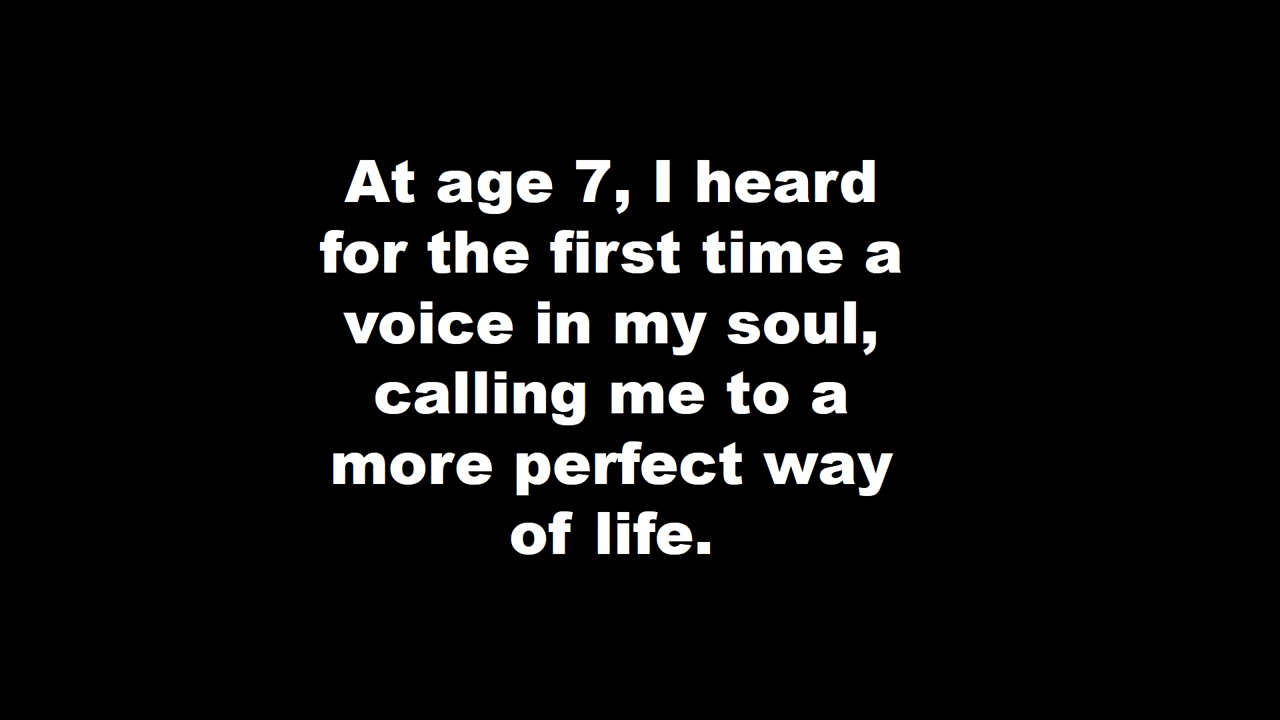 At age 7, I heard
for the first time a
voice in my soul,
calling me to a
more perfect way
of life.